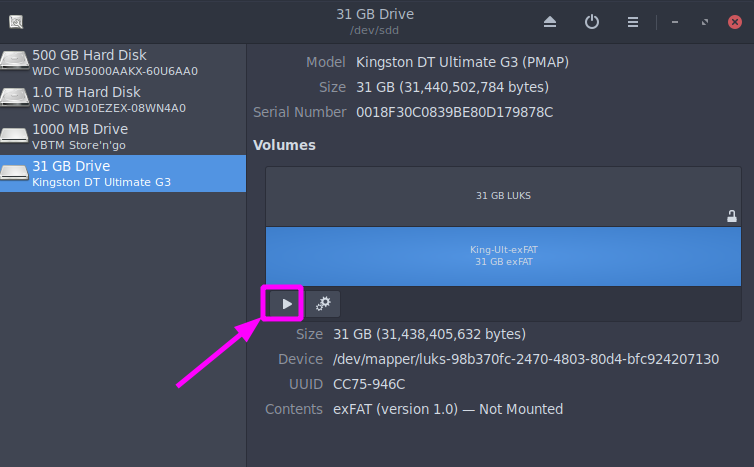 31 GB Drive
/dev/sdd
500 GB Hard Disk
WDC WD5000AAKX-60U6AA0
1.0 TB Hard Disk
WDC WD10EZEX-08WN4A0
1000 MB Drive
VBTM Store'n'go
31 GB Drive
Kingston DT Ultimate G3
Model Kingston DT Ultimate G3 (PMAP)
Size 31 GB (31,440,502,784 bytes)
Serial Number 0018F30C0839BE80D179878C
Volumes
31 GB LUKS
King-Ult-exFAT
31 GB exFAT
Size 31 GB (31,438,405,632 bytes)
Device /dev/mapper/luks-98b370fc-2470-4803-80d4-bfc924207130
UUID CC75-946C
Contents exFAT (version 1.0) — Not Mounted